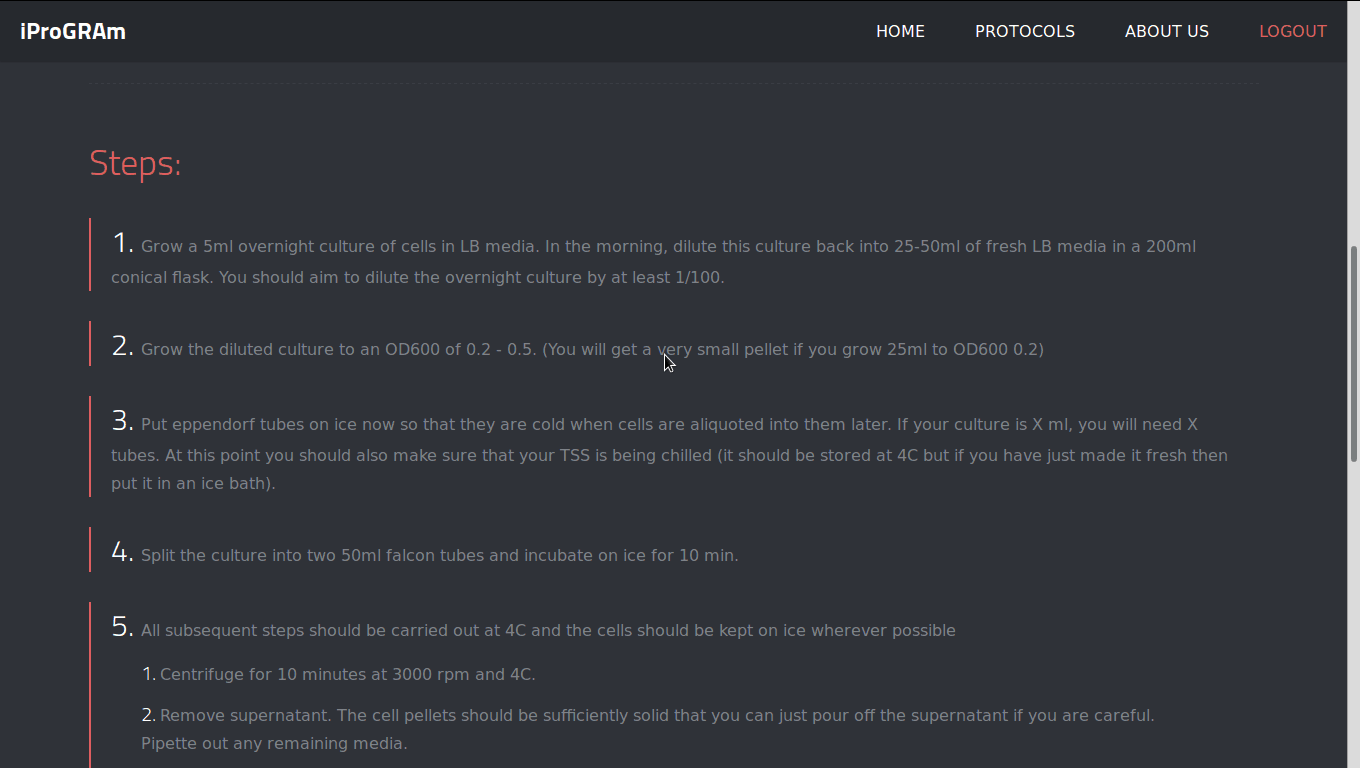 iProGRAm HOME PROTOCOLS ABOUT US LOGOUT
Steps:
1. Grow a 5ml overnight culture of cells in LB media. In the morning, dilute this culture back into 25-50ml of fresh LB media in a 200ml
conical flask. You should aim to dilute the overnight culture by at least 1/100.
2. Grow the diluted culture to an OD600 of 0.2 - 0.5. (You will get a very small pellet if you grow 25ml to OD600 0.2)
3. Put eppendorf tubes on ice now so that they are cold when cells are aliquoted into them later. If your culture is X ml, you will need X
tubes. At this point you should also make sure that your TSS is being chilled (it should be stored at 4C but if you have just made it fresh then
put it in an ice bath).
4. Split the culture into two 50ml falcon tubes and incubate on ice for 10 min.
5. All subsequent steps should be carried out at 4C and the cells should be kept on ice wherever possible
1. Centrifuge for 10 minutes at 3000 rpm and 4C.
2. Remove supernatant. The cell pellets should be sufficiently solid that you can just pour off the supernatant if you are careful.
Pipette out any remaining media.